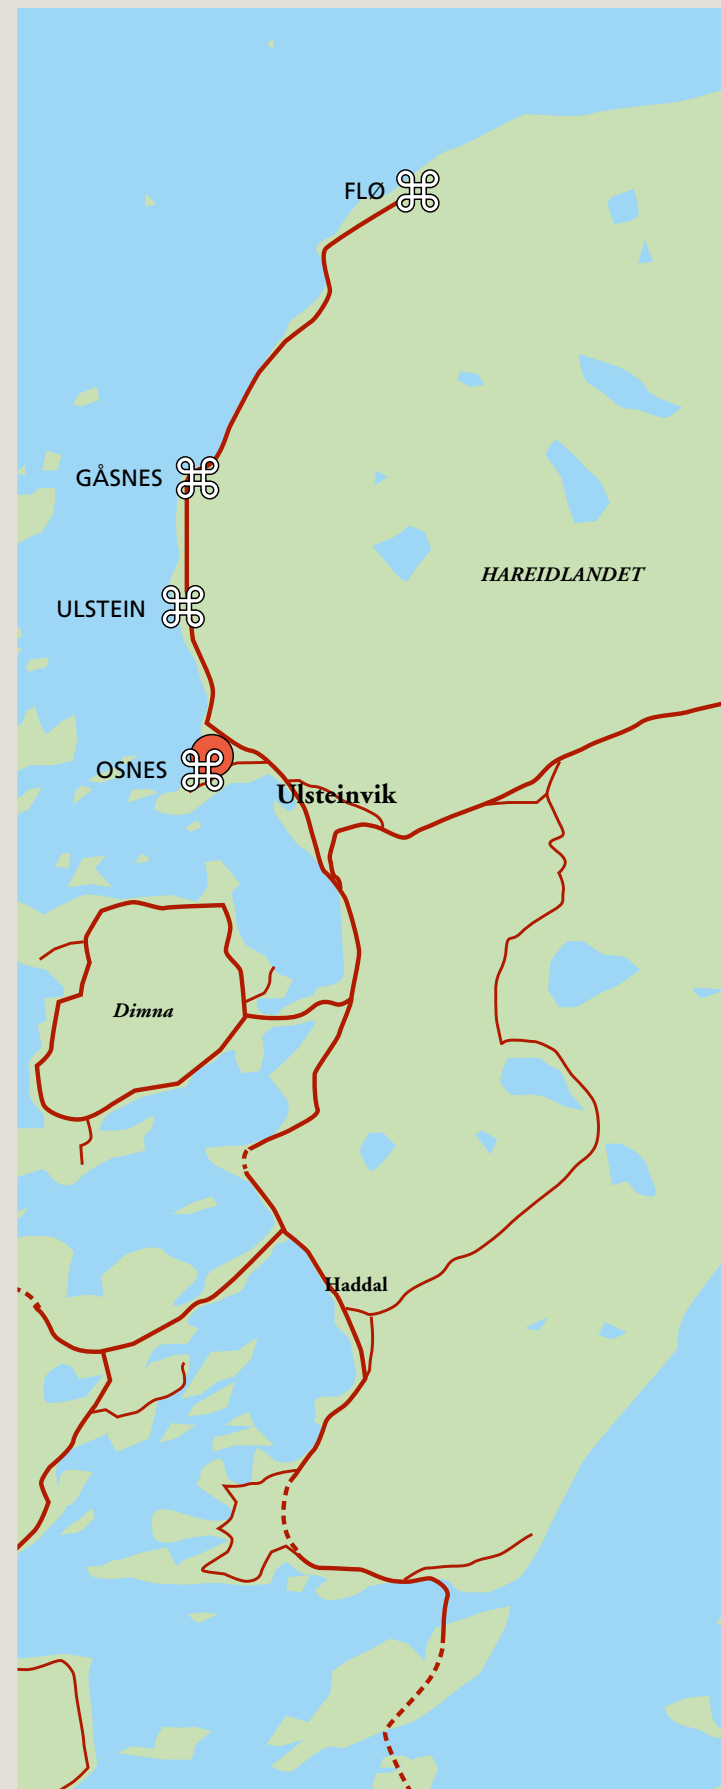 FLØ
GÅSNES
HAREIDLANDET
ULSTEIN
OSNES
Ulsteinvik
Dimna
Haddal